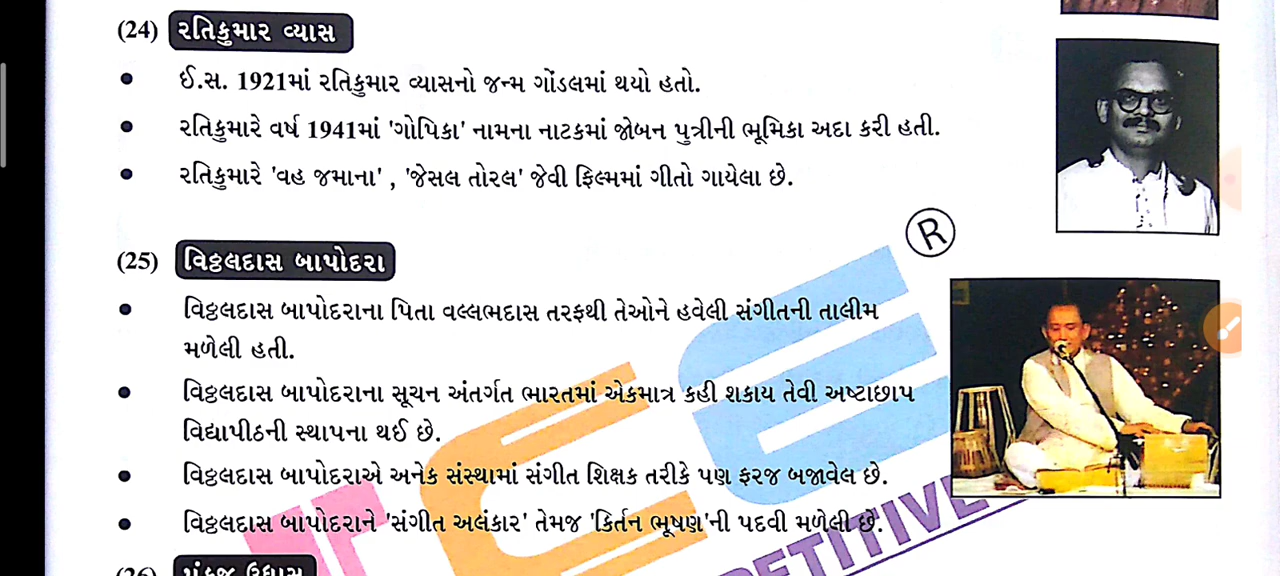 (24) રતિકુમાર વ્યાસ
• ઈ.સ. 1921માં રતિકુમાર વ્યાસનો જન્મ ગોંડલમાં થયો હતો.
• રતિકુમારે વર્ષ 1941માં 'ગોપિકા' નામના નાટકમાં જોબન પુત્રીની ભૂમિકા અદા કરી હતી.
• રતિકુમારે 'વહ જમાના' , 'જેસલ તોરલ' જેવી ફિલ્મમાં ગીતો ગાયેલા છે.
(25) વિઠ્ઠલદાસ બાપોદરા
• વિઠ્ઠલદાસ બાપોદરાના પિતા વલ્લભદાસ તરફથી તેઓને હવેલી સંગીતની તાલીમ
મળેલી હતી.
• વિઠ્ઠલદાસ બાપોદરાના સૂચન અંતર્ગત ભારતમાં એકમાત્ર કહી શકાય તેવી અષ્ટાછાપ
વિદ્યાપીઠની સ્થાપના થઈ છે.
• વિઠ્ઠલદાસ બાપોદરાએ અનેક સંસ્થામાં સંગીત શિક્ષક તરીકે પણ ફરજ બજાવેલ છે.
• વિઠ્ઠલદાસ બાપોદરાને 'સંગીત અલંકાર' તેમજ 'કિર્તન ભૂષણ'ની પદવી મળેલી છે.
(26)
ICE
®
PETITIVE